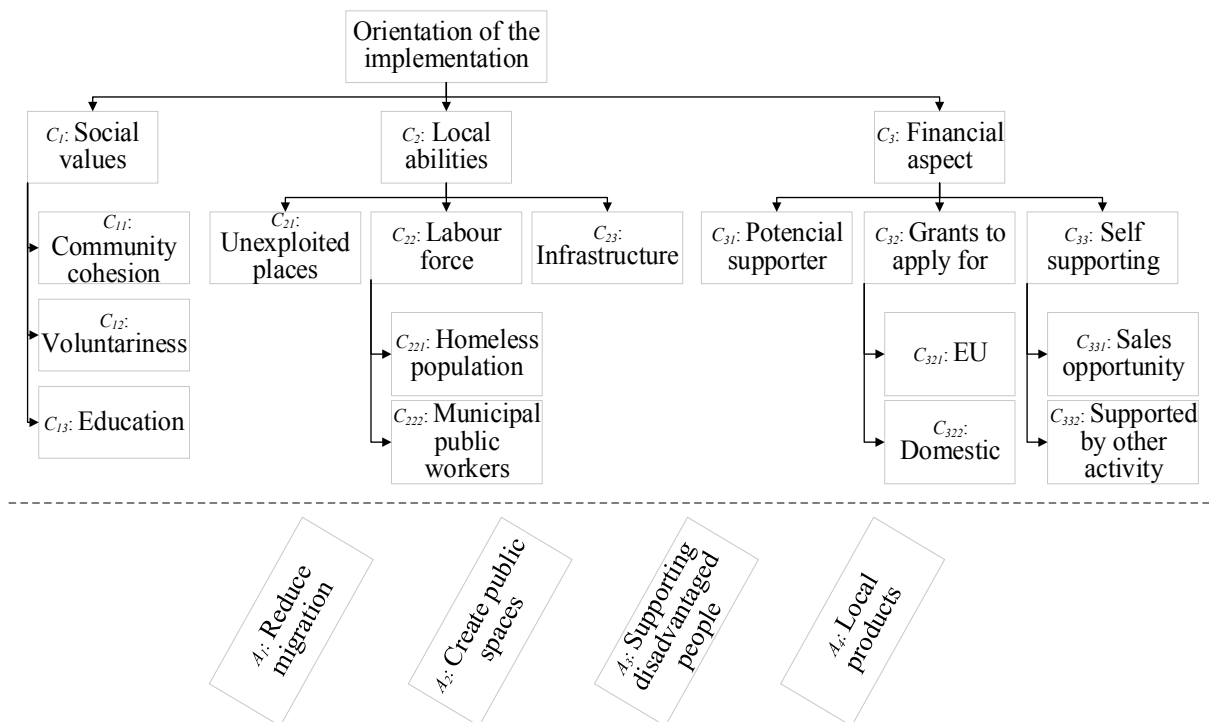 Orientation of the
implementation
C1: Social
values
C2: Local
abilities
C3: Financial
aspect
C11:
Community
cohesion
C21:
Unexploited
places
C22: Labour
force
C23:
Infrastructure
C31: Potencial
supporter
C32: Grants to
apply for
C33: Self
supporting
C12:
Voluntariness
C221: Homeless
population
C321: EU
C331: Sales
opportunity
C13: Education
C222: Municipal
public
workers
C322:
Domestic
C332: Supported
by other
activity
A1: Reduce
migration
A2: Create public
spaces
A3: Supporting
disadvantaged
people
A4: Local
products